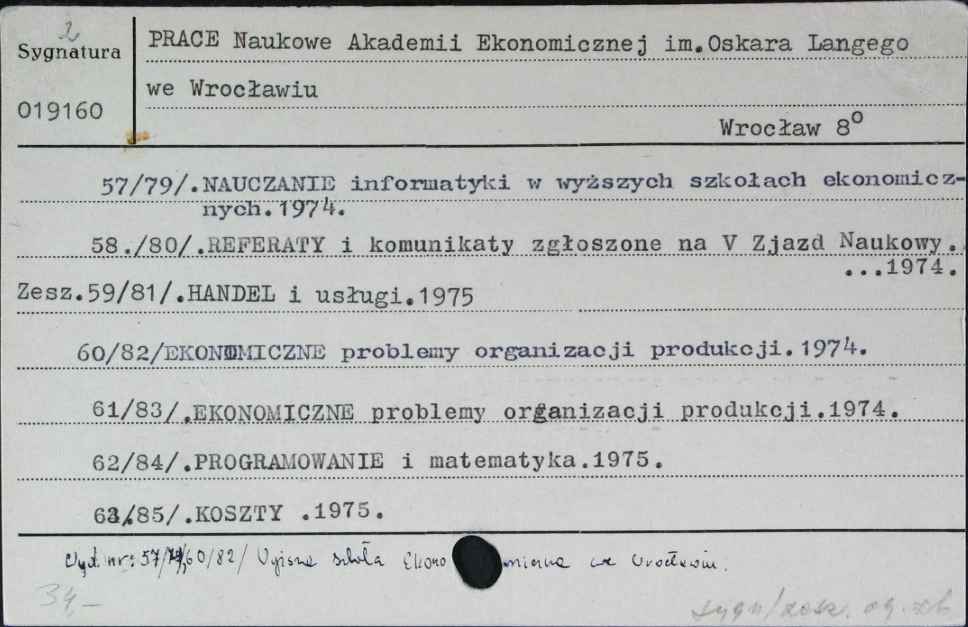 2
Sygnatura
019160
PRACE Naukowe Akademii Ekonomicznej im.Oskara Langego
we Wrocławiu
Wrocław 8º
57/79/.NAUCZANIE informatyki w wyższych szkołach ekonomicz-
nych.1974.
58./80/.REFERATY i komunikaty zgłoszone na V Zjazd Naukowy.
...1974.
Zesz.59/81/.HANDEL i usługi.1975
60/82/EKONOMICZNE problemy organizacji produkcji.1974.
61/83/.EKONOMICZNE problemy organizacji produkcji.1974.
62/84/.PROGRAMOWANIE i matematyka.1975.
63/85/.KOSZTY .1975.
Wyd. nr: 57/79/,60/82/ Wyższa szkoła Ekono miczna we Wrocławiu.
34,-
sygn/zesz.